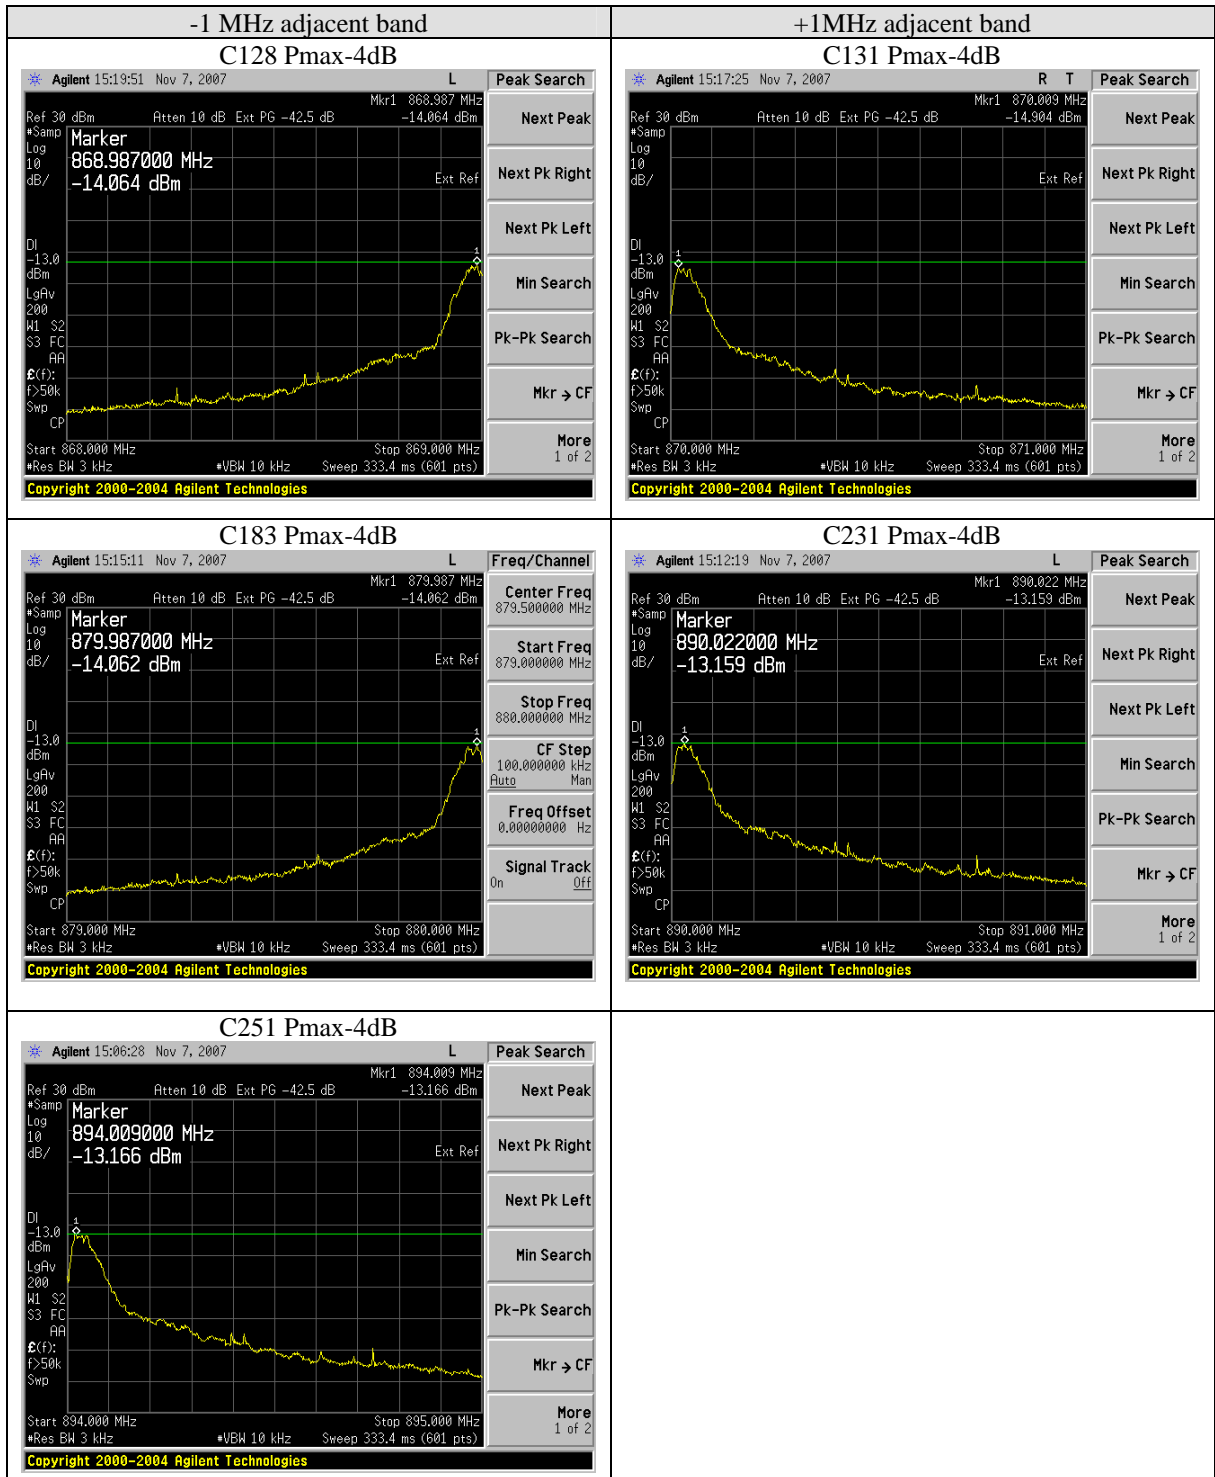 -1 MHz adjacent band
+1MHz adjacent band
C128 Pmax-4dB
Agilent 15:19:51 Nov 7, 2007 L
Peak Search
Mkr1 868.987 MHz
Ref 30 dBm Atten 10 dB Ext PG -42.5 dB -14.064 dBm
#Samp
Log
10
dB/
Marker
868.987000 MHz
-14.064 dBm
Ext Ref
1
DI
-13.0
dBm
LgAv
200
W1 S2
S3 FC
AA
£(f):
f>50k
Swp
CP
Start 868.000 MHz Stop 869.000 MHz
#Res BW 3 kHz #VBW 10 kHz Sweep 333.4 ms (601 pts)
Copyright 2000-2004 Agilent Technologies
Next Peak
Next Pk Right
Next Pk Left
Min Search
Pk-Pk Search
Mkr → CF
More
1 of 2
C131 Pmax-4dB
Agilent 15:17:25 Nov 7, 2007 R T
Peak Search
Mkr1 870.009 MHz
Ref 30 dBm Atten 10 dB Ext PG -42.5 dB -14.904 dBm
#Samp
Log
10
dB/
Ext Ref
1
DI
-13.0
dBm
LgAv
200
W1 S2
S3 FC
AA
£(f):
f>50k
Swp
CP
Start 870.000 MHz Stop 871.000 MHz
#Res BW 3 kHz #VBW 10 kHz Sweep 333.4 ms (601 pts)
Copyright 2000-2004 Agilent Technologies
Next Peak
Next Pk Right
Next Pk Left
Min Search
Pk-Pk Search
Mkr → CF
More
1 of 2
C183 Pmax-4dB
Agilent 15:15:11 Nov 7, 2007 L
Freq/Channel
Mkr1 879.987 MHz
Ref 30 dBm Atten 10 dB Ext PG -42.5 dB -14.062 dBm
#Samp
Log
10
dB/
Marker
879.987000 MHz
-14.062 dBm
Ext Ref
1
DI
-13.0
dBm
LgAv
200
W1 S2
S3 FC
AA
£(f):
f>50k
Swp
CP
Start 879.000 MHz Stop 880.000 MHz
#Res BW 3 kHz #VBW 10 kHz Sweep 333.4 ms (601 pts)
Copyright 2000-2004 Agilent Technologies
Center Freq
879.500000 MHz
Start Freq
879.000000 MHz
Stop Freq
880.000000 MHz
CF Step
100.000000 kHz
Auto Man
Freq Offset
0.00000000 Hz
Signal Track
On Off
C231 Pmax-4dB
Agilent 15:12:19 Nov 7, 2007 L
Peak Search
Mkr1 890.022 MHz
Ref 30 dBm Atten 10 dB Ext PG -42.5 dB -13.159 dBm
#Samp
Log
10
dB/
Marker
890.022000 MHz
-13.159 dBm
Ext Ref
1
DI
-13.0
dBm
LgAv
200
W1 S2
S3 FC
AA
£(f):
f>50k
Swp
CP
Start 890.000 MHz Stop 891.000 MHz
#Res BW 3 kHz #VBW 10 kHz Sweep 333.4 ms (601 pts)
Copyright 2000-2004 Agilent Technologies
Next Peak
Next Pk Right
Next Pk Left
Min Search
Pk-Pk Search
Mkr → CF
More
1 of 2
C251 Pmax-4dB
Agilent 15:06:28 Nov 7, 2007 L
Peak Search
Mkr1 894.009 MHz
Ref 30 dBm Atten 10 dB Ext PG -42.5 dB -13.166 dBm
#Samp
Log
10
dB/
Marker
894.009000 MHz
-13.166 dBm
Ext Ref
1
DI
-13.0
dBm
LgAv
200
W1 S2
S3 FC
AA
£(f):
f>50k
Swp
Start 894.000 MHz Stop 895.000 MHz
#Res BW 3 kHz #VBW 10 kHz Sweep 333.4 ms (601 pts)
Copyright 2000-2004 Agilent Technologies
Next Peak
Next Pk Right
Next Pk Left
Min Search
Pk-Pk Search
Mkr → CF
More
1 of 2